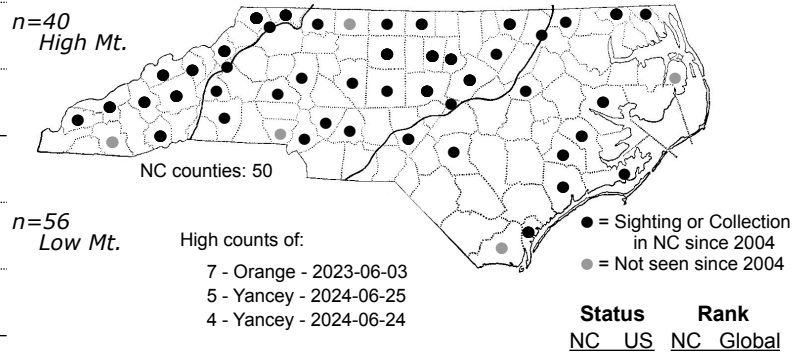 n=40
High Mt.
NC counties: 50
n=56
Low Mt.
High counts of:
7 - Orange - 2023-06-03
5 - Yancey - 2024-06-25
4 - Yancey - 2024-06-24
= Sighting or Collection
in NC since 2004
= Not seen since 2004
Status Rank
NC US NC Global